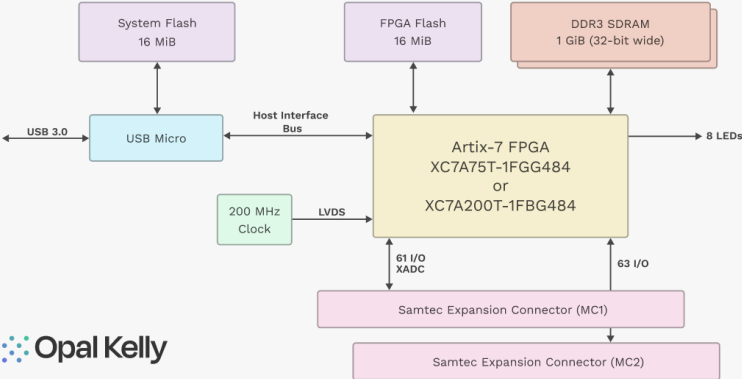 System Flash
16 MiB
FPGA Flash
16 MiB
DDR3 SDRAM
1 GiB (32-bit wide)
USB 3.0
USB Micro
Host Interface
Bus
Artix-7 FPGA
XC7A75T-1FGG484
or
XC7A200T-1FBG484
8 LEDs
200 MHz
Clock
LVDS
61 I/O
XADC
63 I/O
Samtec Expansion Connector (MC1)
Opal Kelly
Samtec Expansion Connector (MC2)